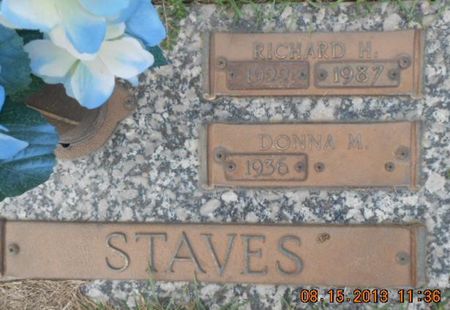 RICHARD H.
1987
DONNA M.
1936
STAVES
08.15.2013 11:36